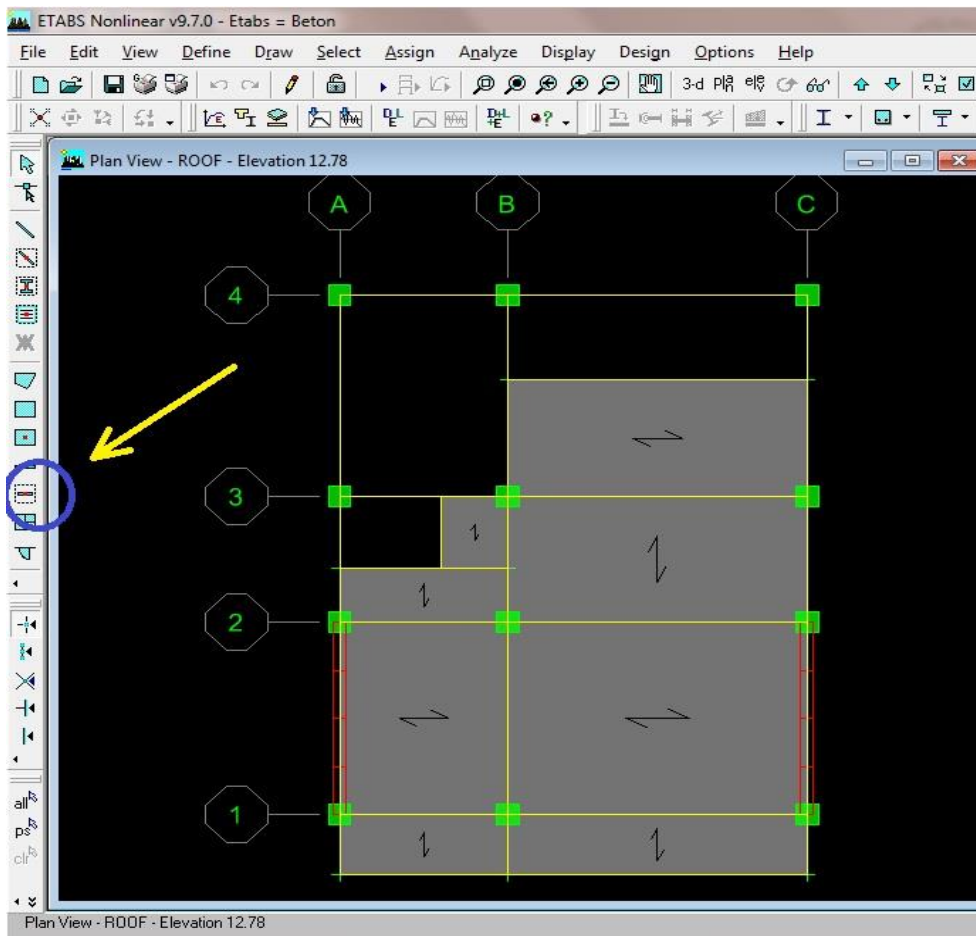 ETABS Nonlinear v9.7.0 - Etabs = Beton
File Edit View Define Draw Select Assign Analyze Display Design Options Help
3-d
Plan View - ROOF - Elevation 12.78
A B C
4
3
2
1
all
ps
clr
Plan View - ROOF - Elevation 12.78